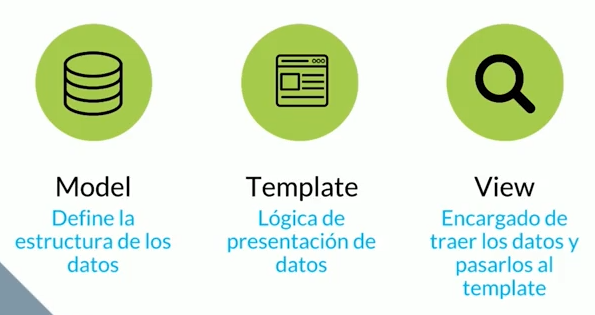 Model
Define la
estructura de los
datos
Template
Lógica de
presentación de
datos
View
Encargado de
traer los datos y
pasarlos al
template